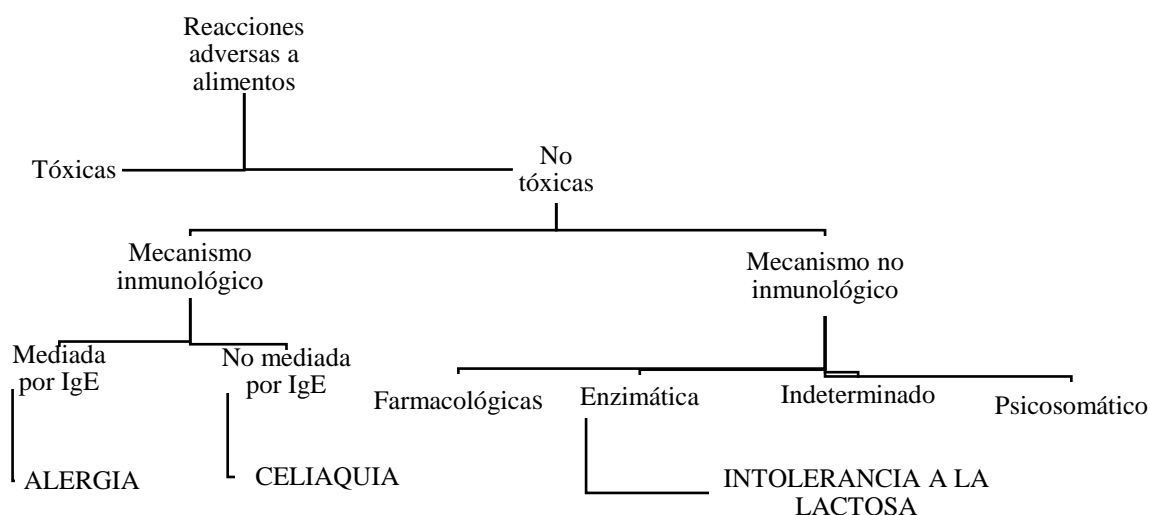 Reacciones
adversas a
alimentos
Tóxicas
No
tóxicas
Mecanismo
inmunológico
Mecanismo no
inmunológico
Mediada
por IgE
No mediada
por IgE
Farmacológicas
Enzimática
Indeterminado
Psicosomático
ALERGIA
CELIAQUIA
INTOLERANCIA A LA
LACTOSA